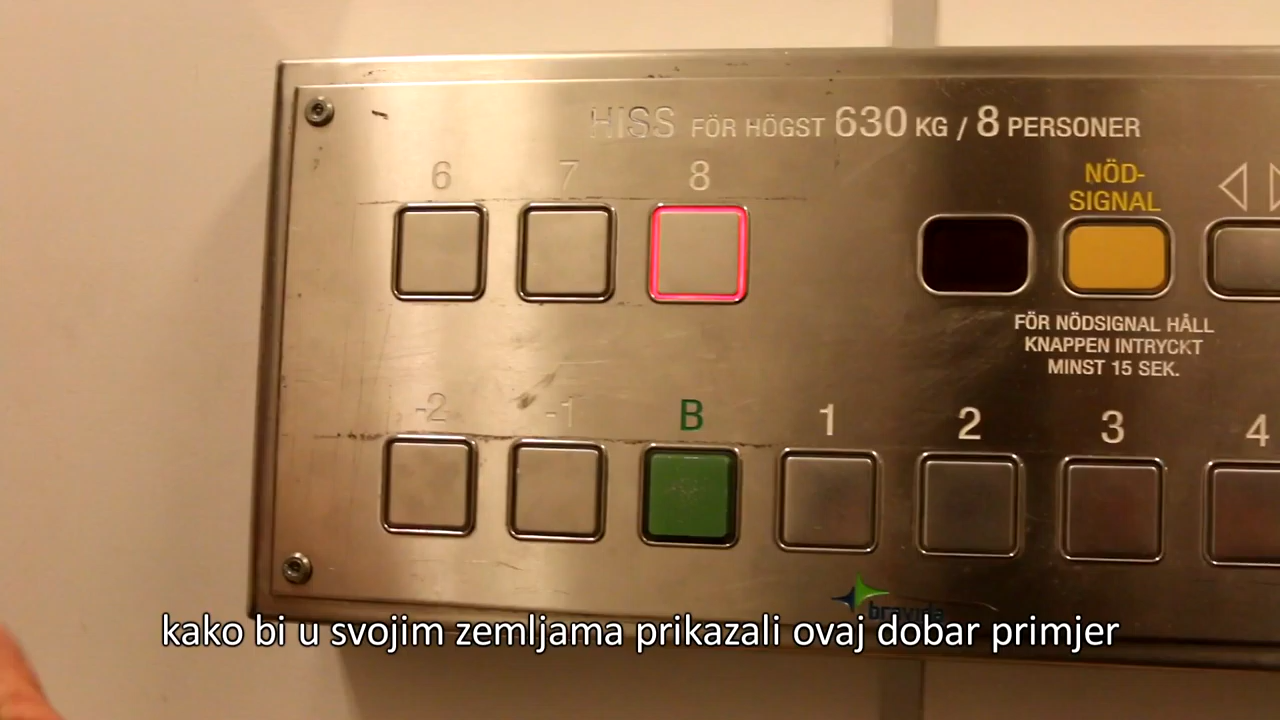 HISS FÖR HÖGST 630 KG / 8 PERSONER
6 7 8
NÖD-
SIGNAL
FÖR NÖDSIGNAL HÅLL
KNAPPEN INTRYCKT
MINST 15 SEK.
-2 -1 B 1 2 3 4
bravida
kako bi u svojim zemljama prikazali ovaj dobar primjer